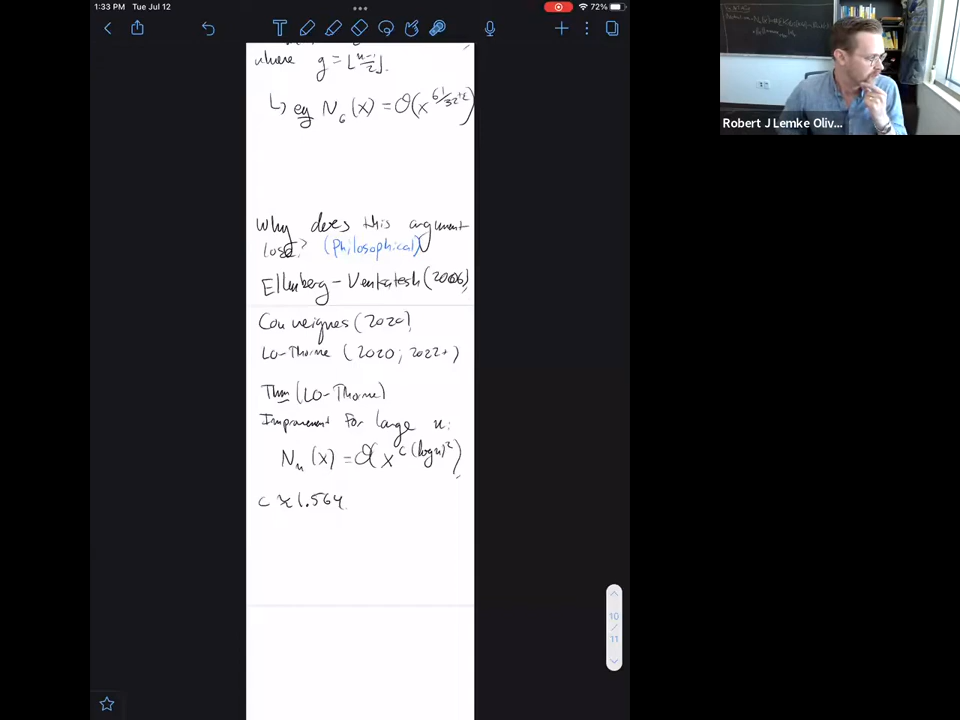 1:33 PM Tue Jul 12
72%
where g = ⌊(n-1)/2⌋.
↳ eg N_6(x) = O(x^{61/32+ε})
Why does this argument
lose? (Philosophical)
Ellenberg - Venkatesh (2006),
Couveignes (2020)
LO-Thorne (2020; 2022+)
Thm (LO-Thorne)
Improvement for large n:
N_n(x) = O(x^{c(log n)^2}),
c ≈ 1.564.
10
/
11
Robert J Lemke Oliv...